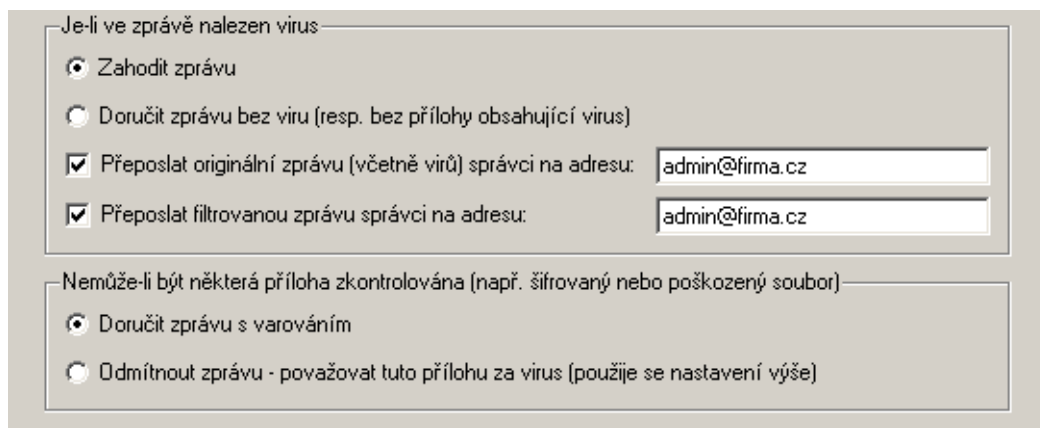 Je-li ve zprávě nalezen virus
Zahodit zprávu
Doručit zprávu bez viru (resp. bez přílohy obsahující virus)
Přeposlat originální zprávu (včetně virů) správci na adresu: admin@firma.cz
Přeposlat filtrovanou zprávu správci na adresu: admin@firma.cz
Nemůže-li být některá příloha zkontrolována (např. šifrovaný nebo poškozený soubor)
Doručit zprávu s varováním
Odmítnout zprávu - považovat tuto přílohu za virus (použije se nastavení výše)